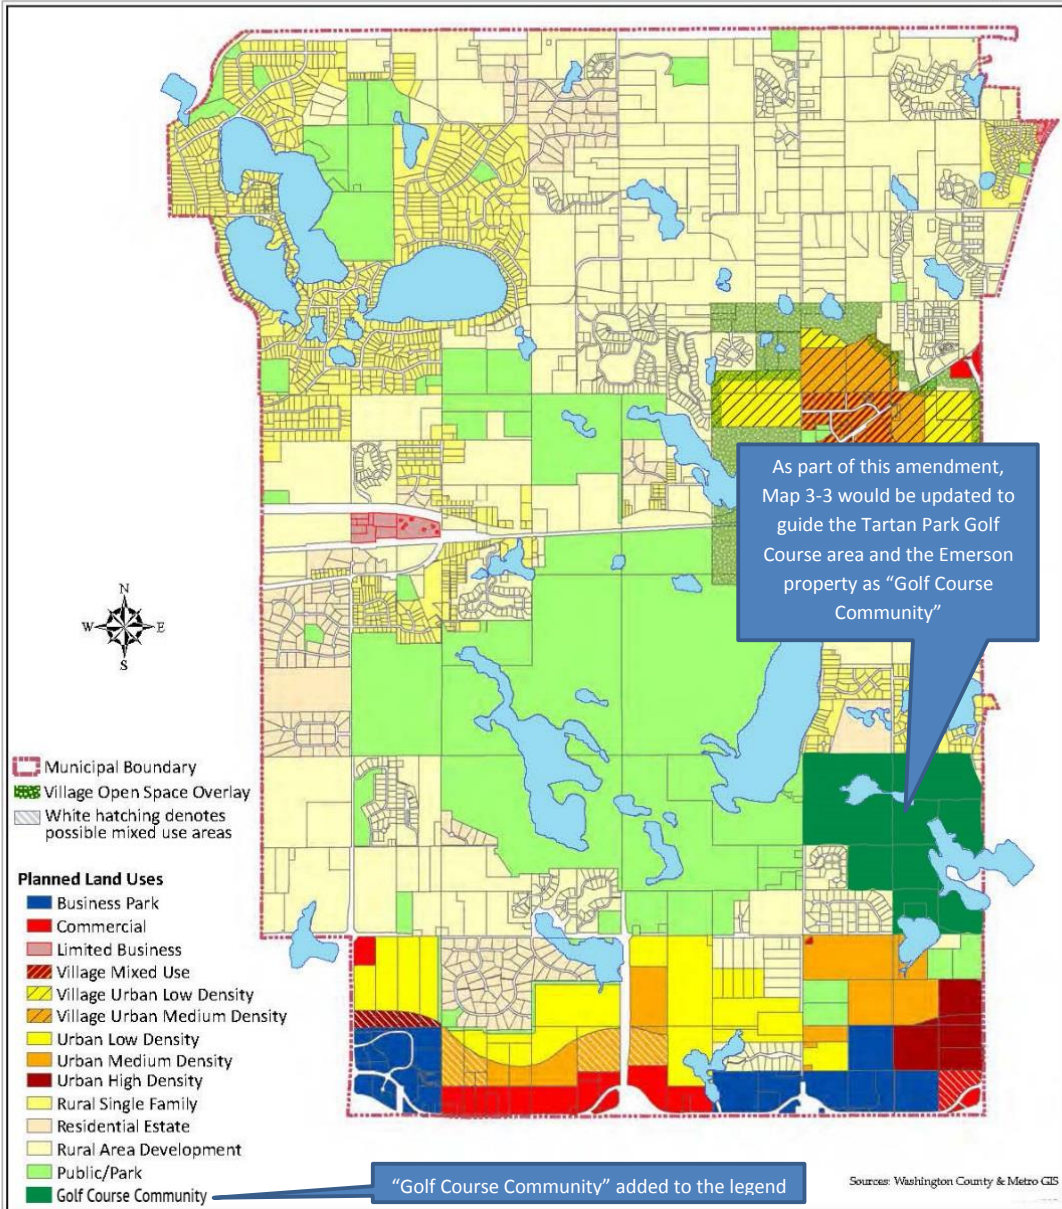 As part of this amendment,
Map 3-3 would be updated to
guide the Tartan Park Golf
Course area and the Emerson
property as “Golf Course
Community”
N
W
E
S
Municipal Boundary
Village Open Space Overlay
White hatching denotes
possible mixed use areas
Planned Land Uses
Business Park
Commercial
Limited Business
Village Mixed Use
Village Urban Low Density
Village Urban Medium Density
Urban Low Density
Urban Medium Density
Urban High Density
Rural Single Family
Residential Estate
Rural Area Development
Public/Park
Golf Course Community
“Golf Course Community” added to the legend
Sources: Washington County & Metro GIS